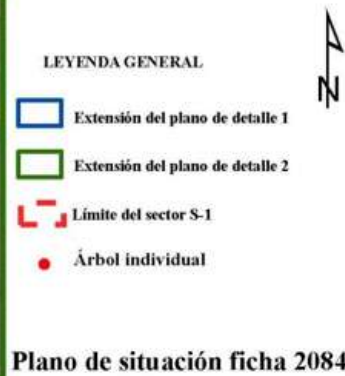 N
LEYENDA GENERAL
Extensión del plano de detalle 1
Extensión del plano de detalle 2
Límite del sector S-1
Árbol individual
Plano de situación ficha 2084